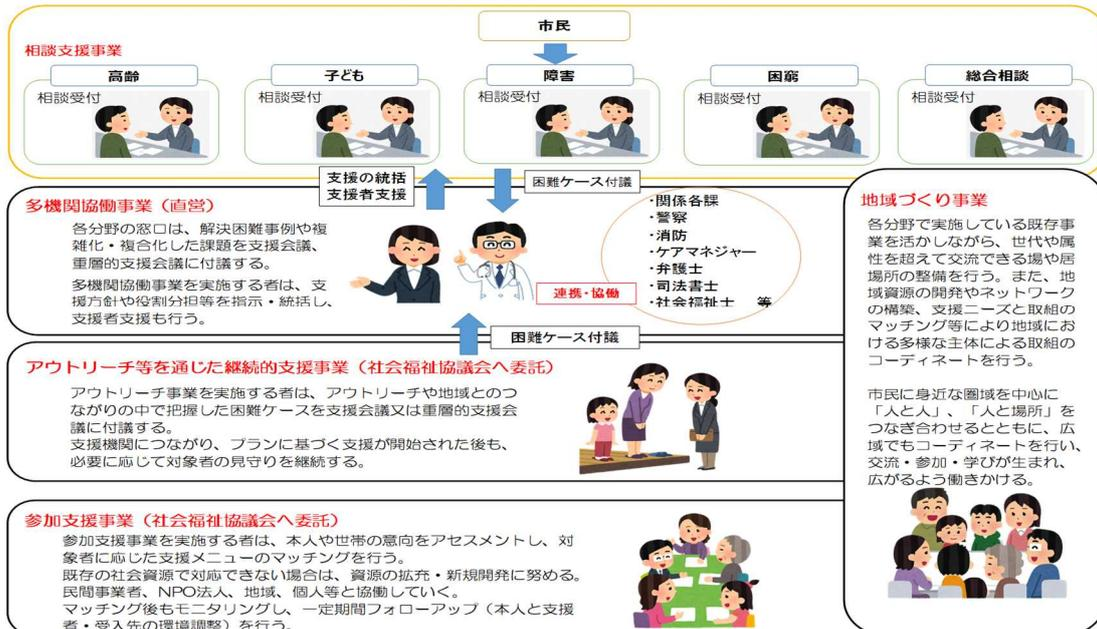 市民
相談支援事業
高齢
子ども
障害
困窮
総合相談
相談受付
相談受付
相談受付
相談受付
相談受付
支援の統括
支援者支援
困難ケース付議
多機関協働事業（直営）
各分野の窓口は、解決困難事例や複
雑化・複合化した課題を支援会議、
重層的支援会議に付議する。
多機関協働事業を実施する者は、支
援方針や役割分担等を指示・統括し、
支援者支援も行う。
連携・協働
・関係各課
・警察
・消防
・ケアマネジャー
・弁護士
・司法書士
・社会福祉士　等
困難ケース付議
アウトリーチ等を通じた継続的支援事業（社会福祉協議会へ委託）
アウトリーチ事業を実施する者は、アウトリーチや地域とのつ
ながりの中で把握した困難ケースを支援会議又は重層的支援会
議に付議する。
支援機関につながり、プランに基づく支援が開始された後も、
必要に応じて対象者の見守りを継続する。
参加支援事業（社会福祉協議会へ委託）
参加支援事業を実施する者は、本人や世帯の意向をアセスメントし、対
象者に応じた支援メニューのマッチングを行う。
既存の社会資源で対応できない場合は、資源の拡充・新規開発に努める。
民間事業者、NPO法人、地域、個人等と協働していく。
マッチング後もモニタリングし、一定期間フォローアップ（本人と支援
者・受入先の環境調整）を行う。
地域づくり事業
各分野で実施している既存事
業を活かしながら、世代や属
性を超えて交流できる場や居
場所の整備を行う。また、地
域資源の開発やネットワーク
の構築、支援ニーズと取組の
マッチング等により地域にお
ける多様な主体による取組の
コーディネートを行う。
市民に身近な圏域を中心に
「人と人」、「人と場所」を
つなぎ合わせるとともに、広
域でもコーディネートを行い、
交流・参加・学びが生まれ、
広がるよう働きかける。